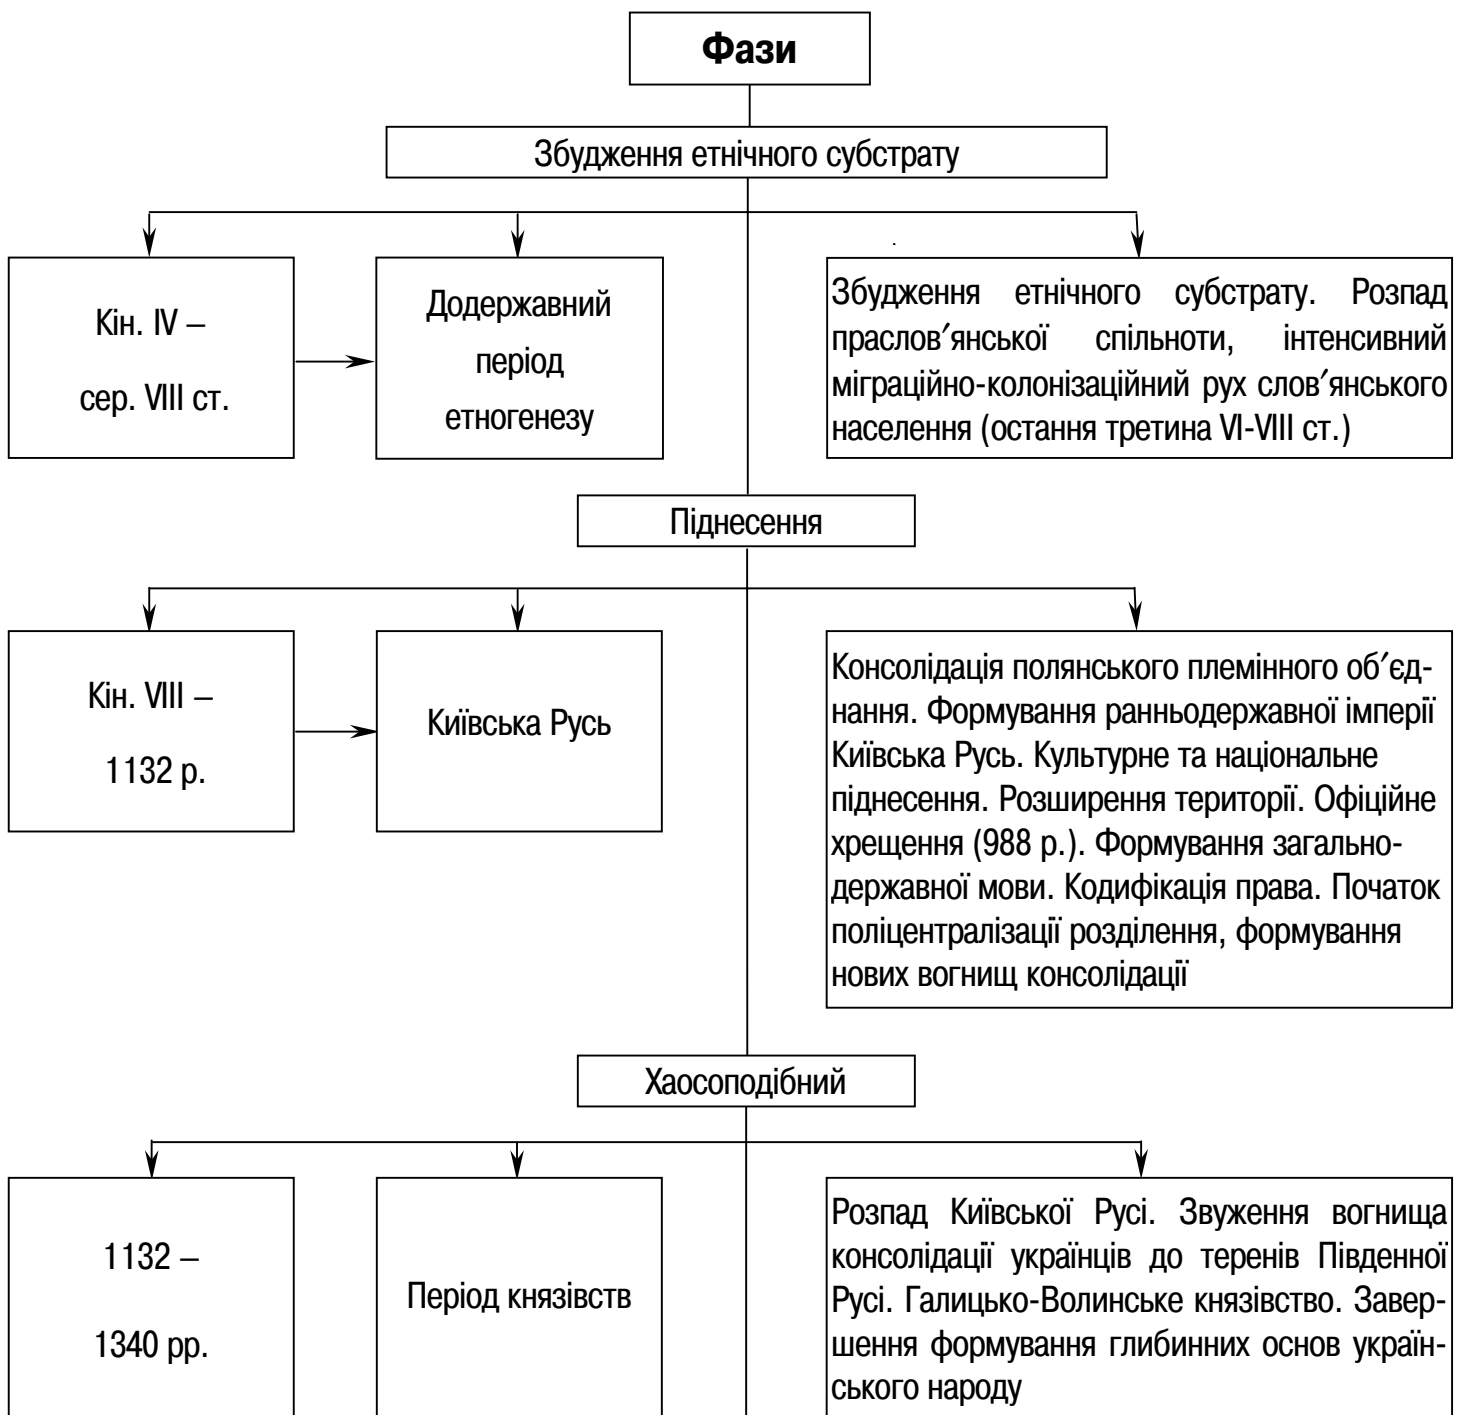 Фази
Збудження етнічного субстрату
Кін. IV –
сер. VIII ст.
Додержавний
період
етногенезу
Збудження етнічного субстрату. Розпад
праслов′янської спільноти, інтенсивний
міграційно-колонізаційний рух слов′янського
населення (остання третина VI-VIII ст.)
Піднесення
Кін. VIII –
1132 р.
Київська Русь
Консолідація полянського племінного об′єд-
нання. Формування ранньодержавної імперії
Київська Русь. Культурне та національне
піднесення. Розширення території. Офіційне
хрещення (988 р.). Формування загально-
державної мови. Кодифікація права. Початок
поліцентралізації розділення, формування
нових вогнищ консолідації
Хаосоподібний
1132 –
1340 рр.
Період князівств
Розпад Київської Русі. Звуження вогнища
консолідації українців до теренів Південної
Русі. Галицько-Волинське князівство. Завер-
шення формування глибинних основ україн-
ського народу